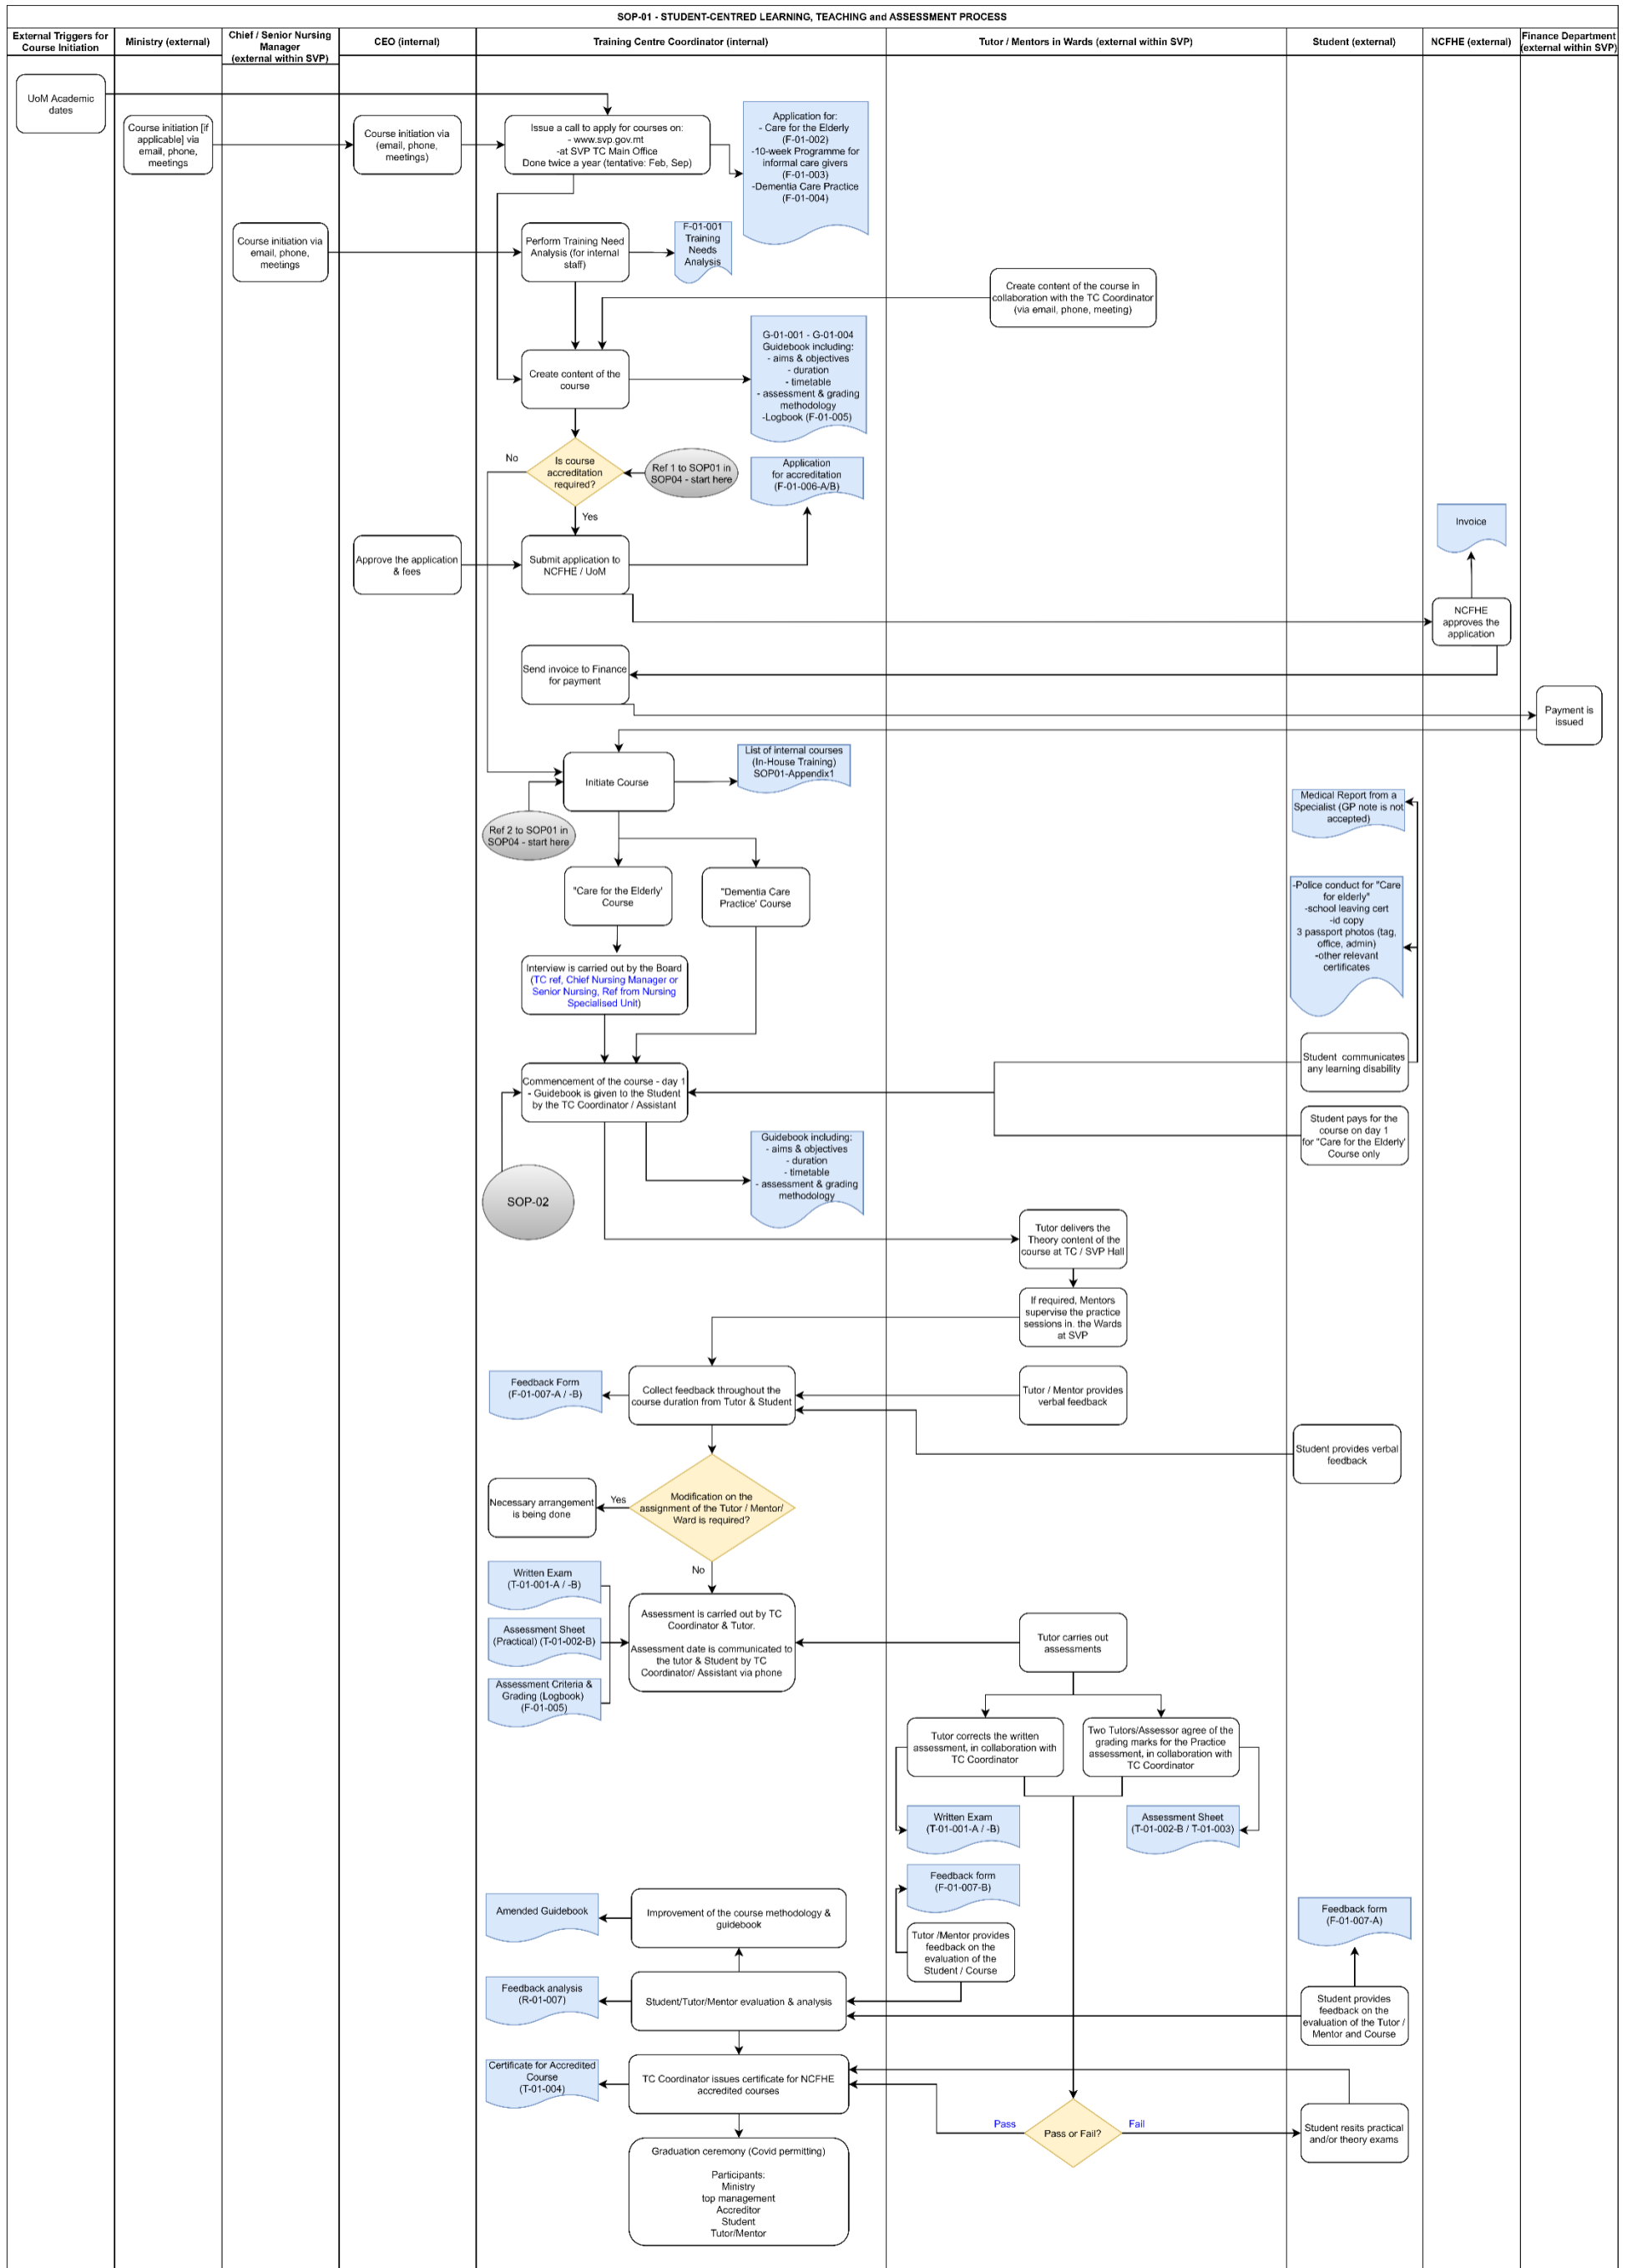 SOP-01 - STUDENT-CENTRED LEARNING, TEACHING and ASSESSMENT PROCESS
External Triggers for
Course Initiation
Ministry (external)
Chief / Senior Nursing
Manager
(external within SVP)
CEO (internal)
Training Centre Coordinator (internal)
Tutor / Mentors in Wards (external within SVP)
Student (external)
NCFHE (external)
Finance Department
(external within SVP)
UoM Academic
dates
Course initiation [if
applicable] via
email, phone,
meetings
Course initiation via
(email, phone,
meetings)
Issue a call to apply for courses on:
- www.svp.gov.mt
-at SVP TC Main Office
Done twice a year (tentative: Feb, Sep)
Application for:
- Care for the Elderly
(F-01-002)
-10-week Programme for
informal care givers
(F-01-003)
-Dementia Care Practice
(F-01-004)
Course initiation via
email, phone,
meetings
Perform Training Need
Analysis (for internal
staff)
F-01-001
Training
Needs
Analysis
Create content of the course in
collaboration with the TC Coordinator
(via email, phone, meeting)
Create content of the
course
G-01-001 - G-01-004
Guidebook including:
- aims & objectives
- duration
- timetable
- assessment & grading
methodology
-Logbook (F-01-005)
No
Is course
accreditation
required?
Ref 1 to SOP01 in
SOP04 - start here
Application
for accreditation
(F-01-006-A/B)
Yes
Invoice
Approve the application
& fees
Submit application to
NCFHE / UoM
NCFHE
approves the
application
Send invoice to Finance
for payment
Payment is
issued
Initiate Course
List of internal courses
(In-House Training)
SOP01-Appendix1
Ref 2 to SOP01 in
SOP04 - start here
Medical Report from a
Specialist (GP note is not
accepted)
"Care for the Elderly'
Course
"Dementia Care
Practice' Course
-Police conduct for "Care
for elderly"
-school leaving cert
-id copy
3 passport photos (tag,
office, admin)
-other relevant
certificates
Interview is carried out by the Board
(TC ref, Chief Nursing Manager or
Senior Nursing, Ref from Nursing
Specialised Unit)
Student communicates
any learning disability
Commencement of the course - day 1
- Guidebook is given to the Student
by the TC Coordinator / Assistant
Student pays for the
course on day 1
for "Care for the Elderly'
Course only
Guidebook including:
- aims & objectives
- duration
- timetable
- assessment & grading
methodology
SOP-02
Tutor delivers the
Theory content of the
course at TC / SVP Hall
If required, Mentors
supervise the practice
sessions in. the Wards
at SVP
Feedback Form
(F-01-007-A / -B)
Collect feedback throughout the
course duration from Tutor & Student
Tutor / Mentor provides
verbal feedback
Student provides verbal
feedback
Necessary arrangement
is being done
Yes
Modification on the
assignment of the Tutor / Mentor/
Ward is required?
No
Written Exam
(T-01-001-A / -B)
Assessment Sheet
(Practical) (T-01-002-B)
Assessment Criteria &
Grading (Logbook)
(F-01-005)
Assessment is carried out by TC
Coordinator & Tutor.
Assessment date is communicated to
the tutor & Student by TC
Coordinator/ Assistant via phone
Tutor carries out
assessments
Tutor corrects the written
assessment, in collaboration with
TC Coordinator
Two Tutors/Assessor agree of the
grading marks for the Practice
assessment, in collaboration with
TC Coordinator
Written Exam
(T-01-001-A / -B)
Assessment Sheet
(T-01-002-B / T-01-003)
Feedback form
(F-01-007-B)
Amended Guidebook
Improvement of the course methodology &
guidebook
Feedback form
(F-01-007-A)
Tutor /Mentor provides
feedback on the
evaluation of the
Student / Course
Feedback analysis
(R-01-007)
Student/Tutor/Mentor evaluation & analysis
Student provides
feedback on the
evaluation of the Tutor /
Mentor and Course
Certificate for Accredited
Course
(T-01-004)
TC Coordinator issues certificate for NCFHE
accredited courses
Pass
Pass or Fail?
Fail
Student resits practical
and/or theory exams
Graduation ceremony (Covid permitting)
Participants:
Ministry
top management
Accreditor
Student
Tutor/Mentor